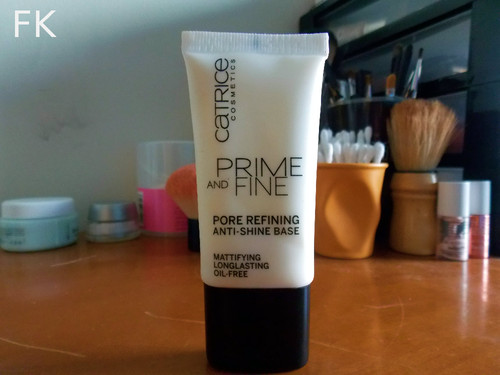 FK
CATRICE
COSMETICS
PRIME
AND FINE
PORE REFINING
ANTI-SHINE BASE
MATTIFYING
LONGLASTING
OIL-FREE